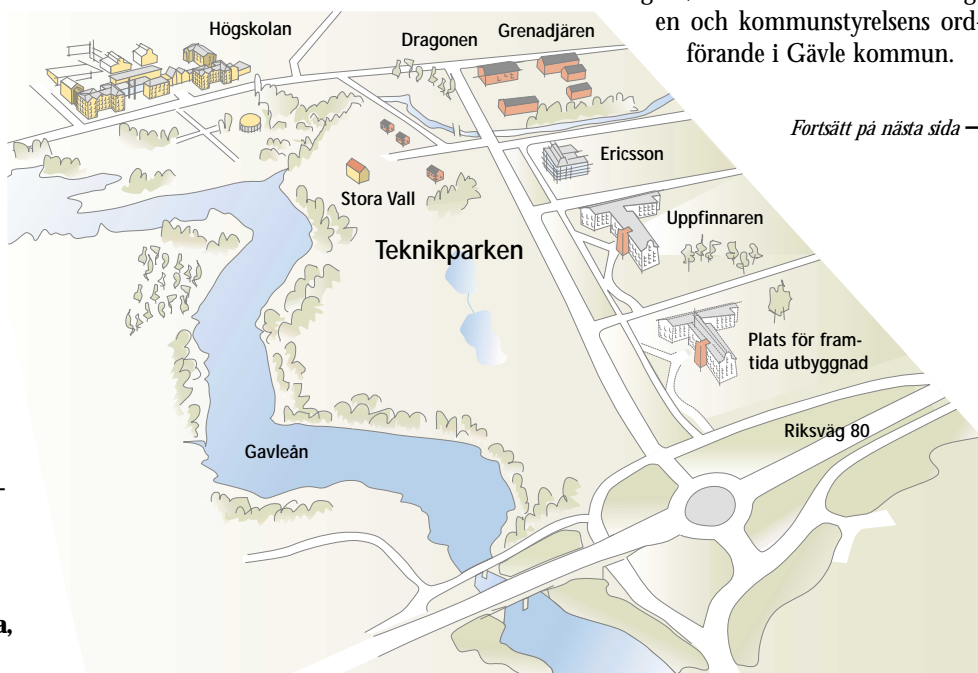 en och kommunstyrelsens ord-
förande i Gävle kommun.
Fortsätt på nästa sida –
Högskolan
Dragonen
Grenadjären
Ericsson
Stora Vall
Uppfinnaren
Teknikparken
Plats för fram-
tida utbyggnad
Riksväg 80
Gavleån